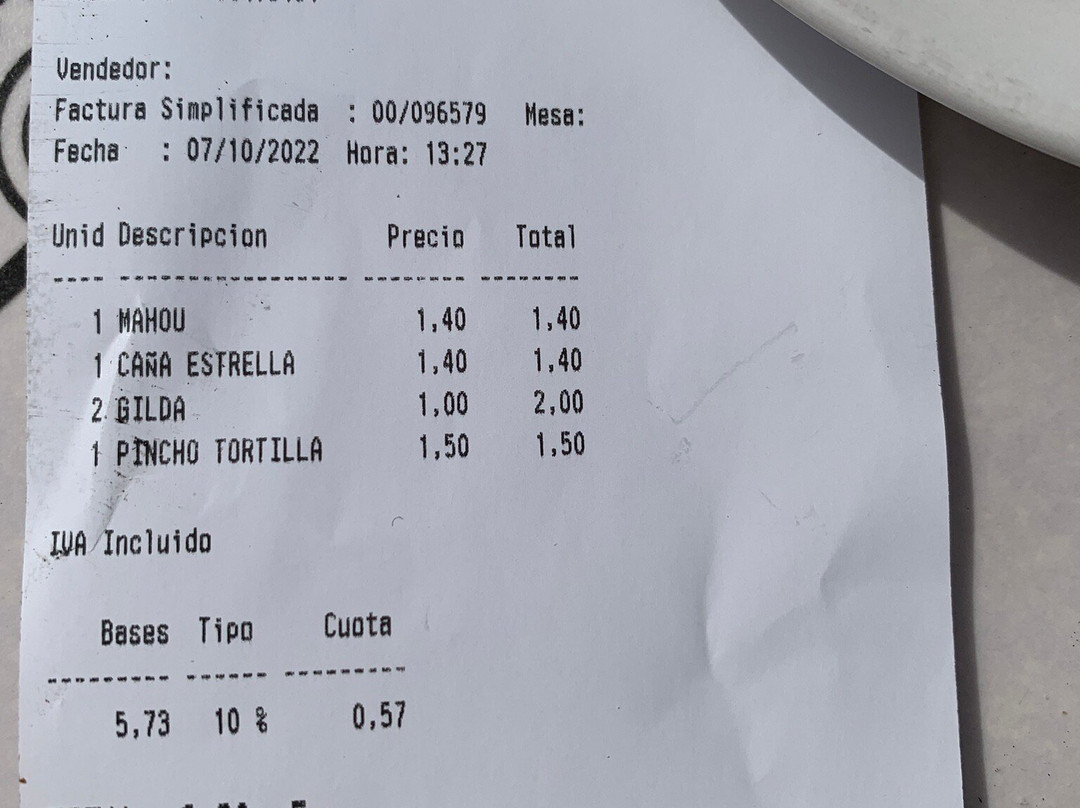 Vendedor:
Factura Simplificada : 00/096579 Mesa:
Fecha : 07/10/2022 Hora: 13:27
Unid Descripcion Precio Total
1 MAHOU 1,40 1,40
1 CAÑA ESTRELLA 1,40 1,40
2 GILDA 1,00 2,00
1 PINCHO TORTILLA 1,50 1,50
IVA Incluido
Bases Tipo Cuota
5,73 10 % 0,57